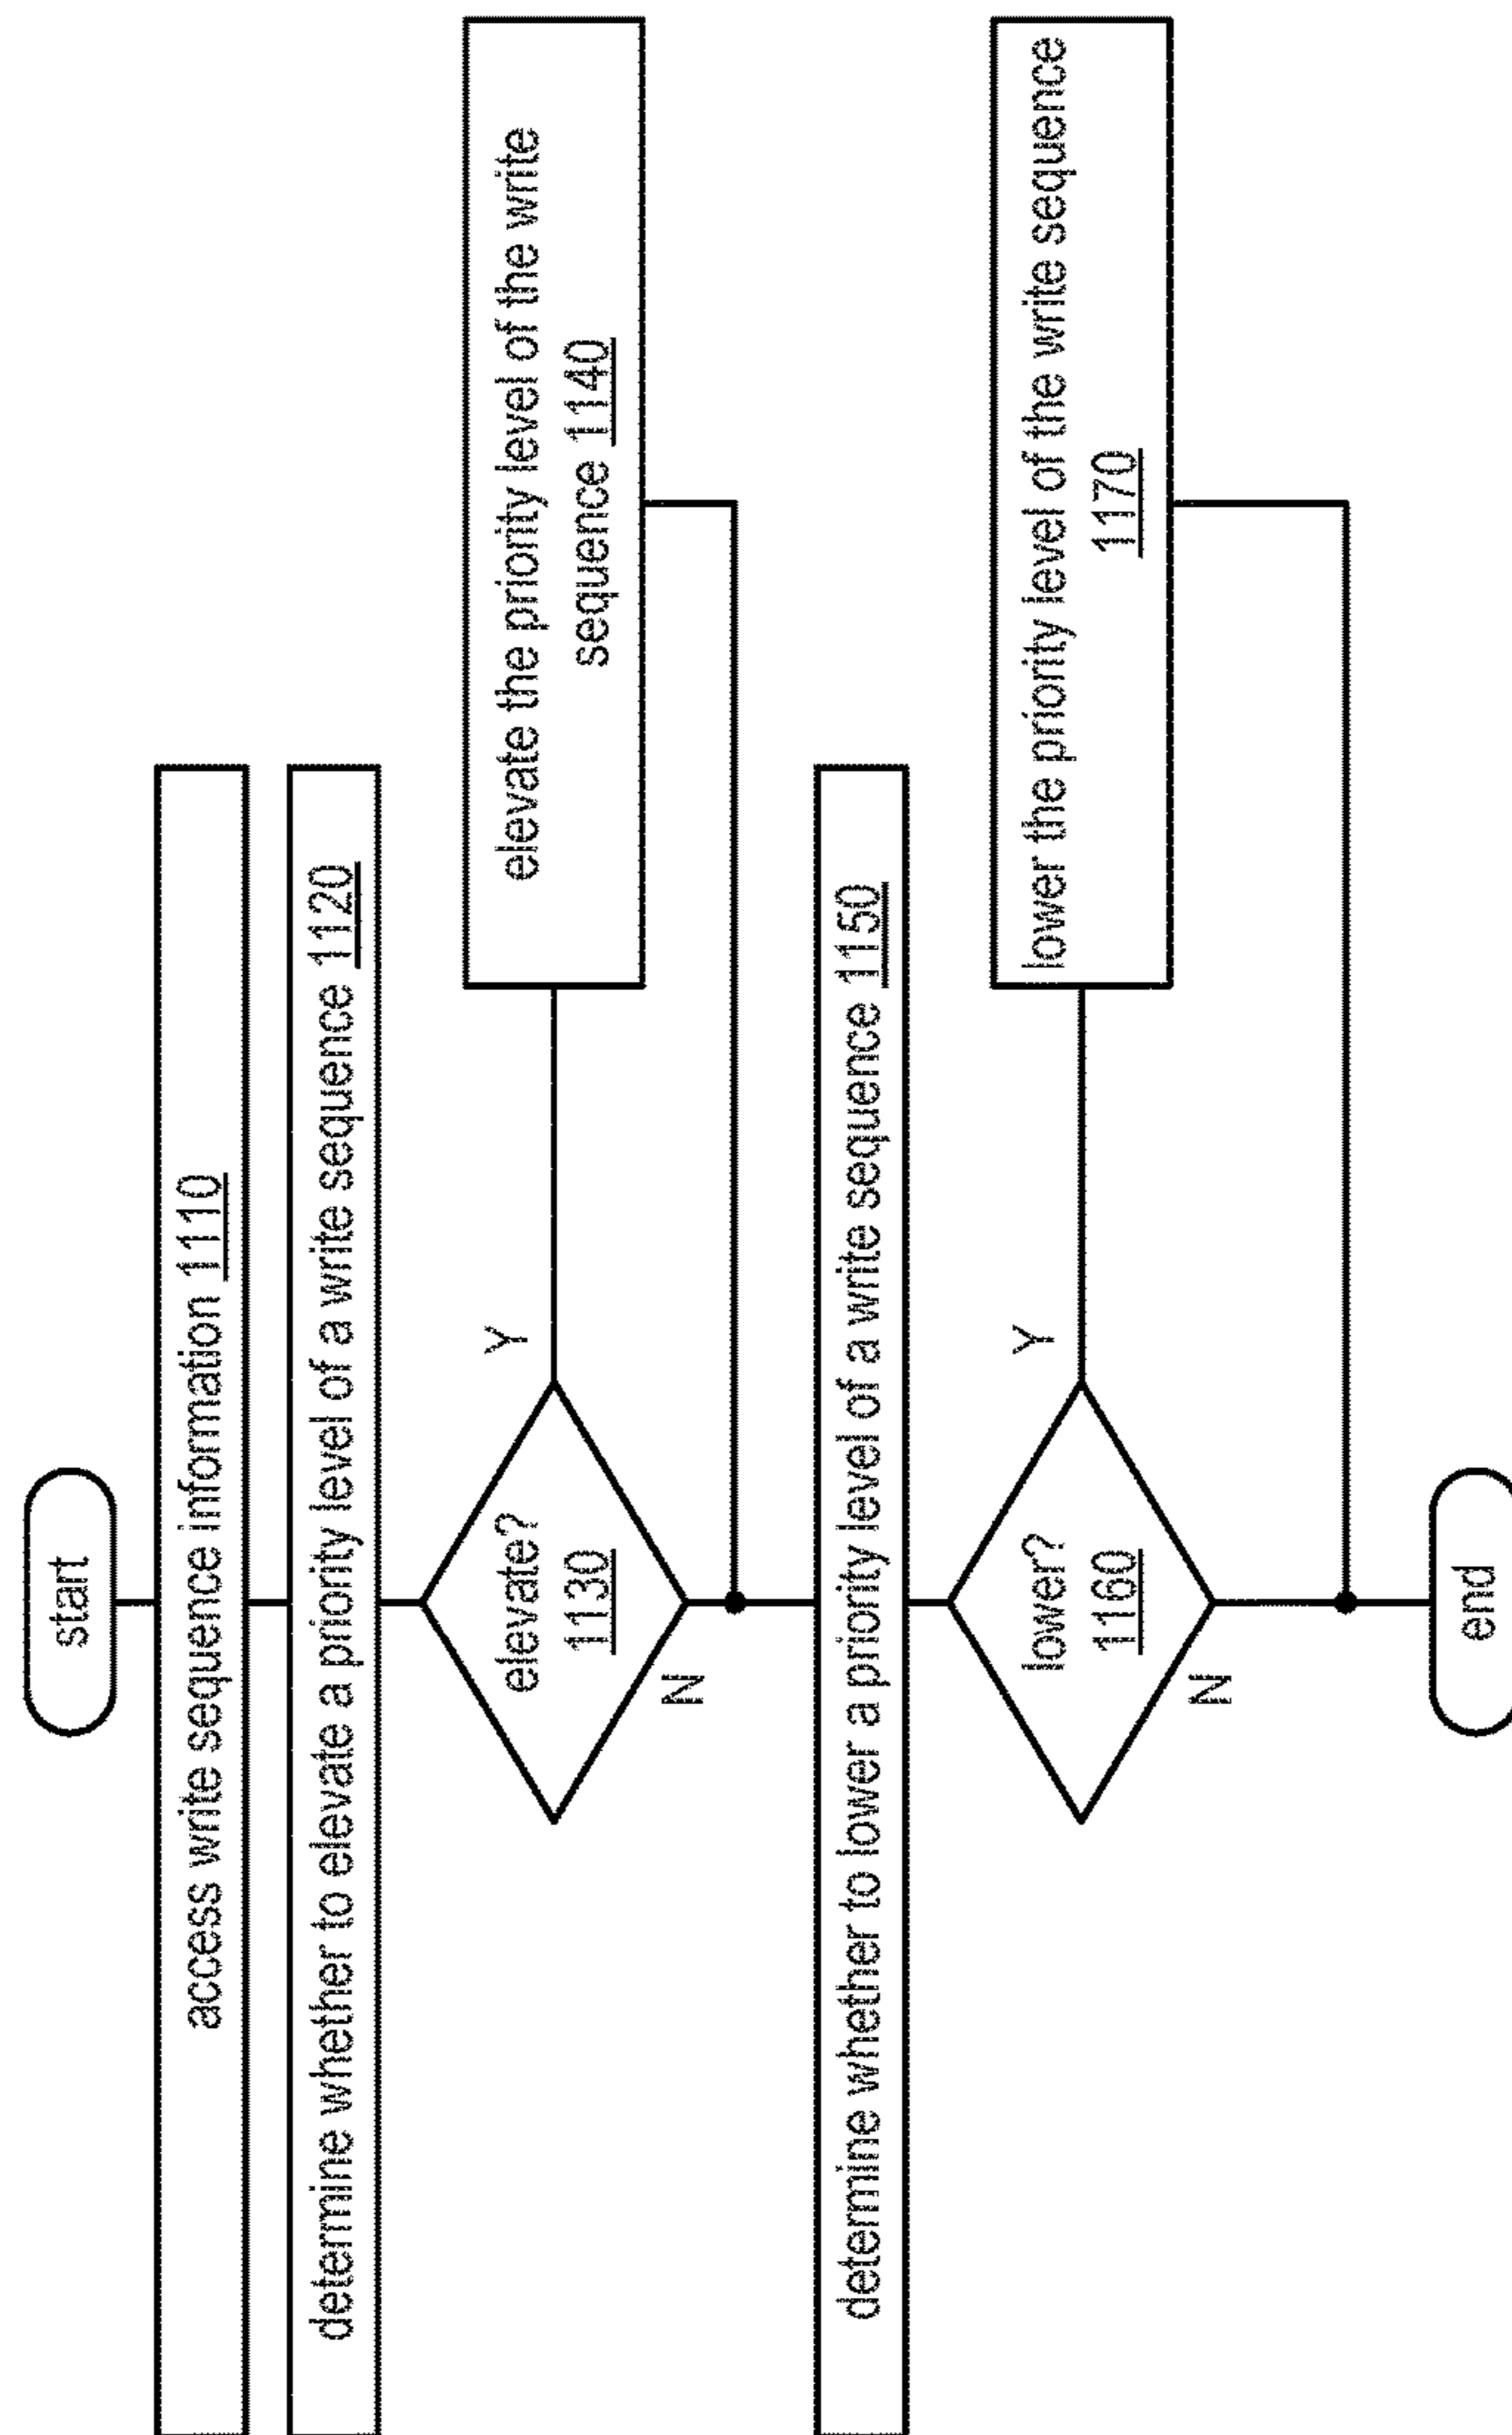 start
access write sequence information 1110
determine whether to elevate a priority level of a write sequence 1120
elevate?
1130
Y
N
elevate the priority level of the write
sequence 1140
determine whether to lower a priority level of a write sequence 1150
lower?
1160
Y
N
lower the priority level of the write sequence
1170
end